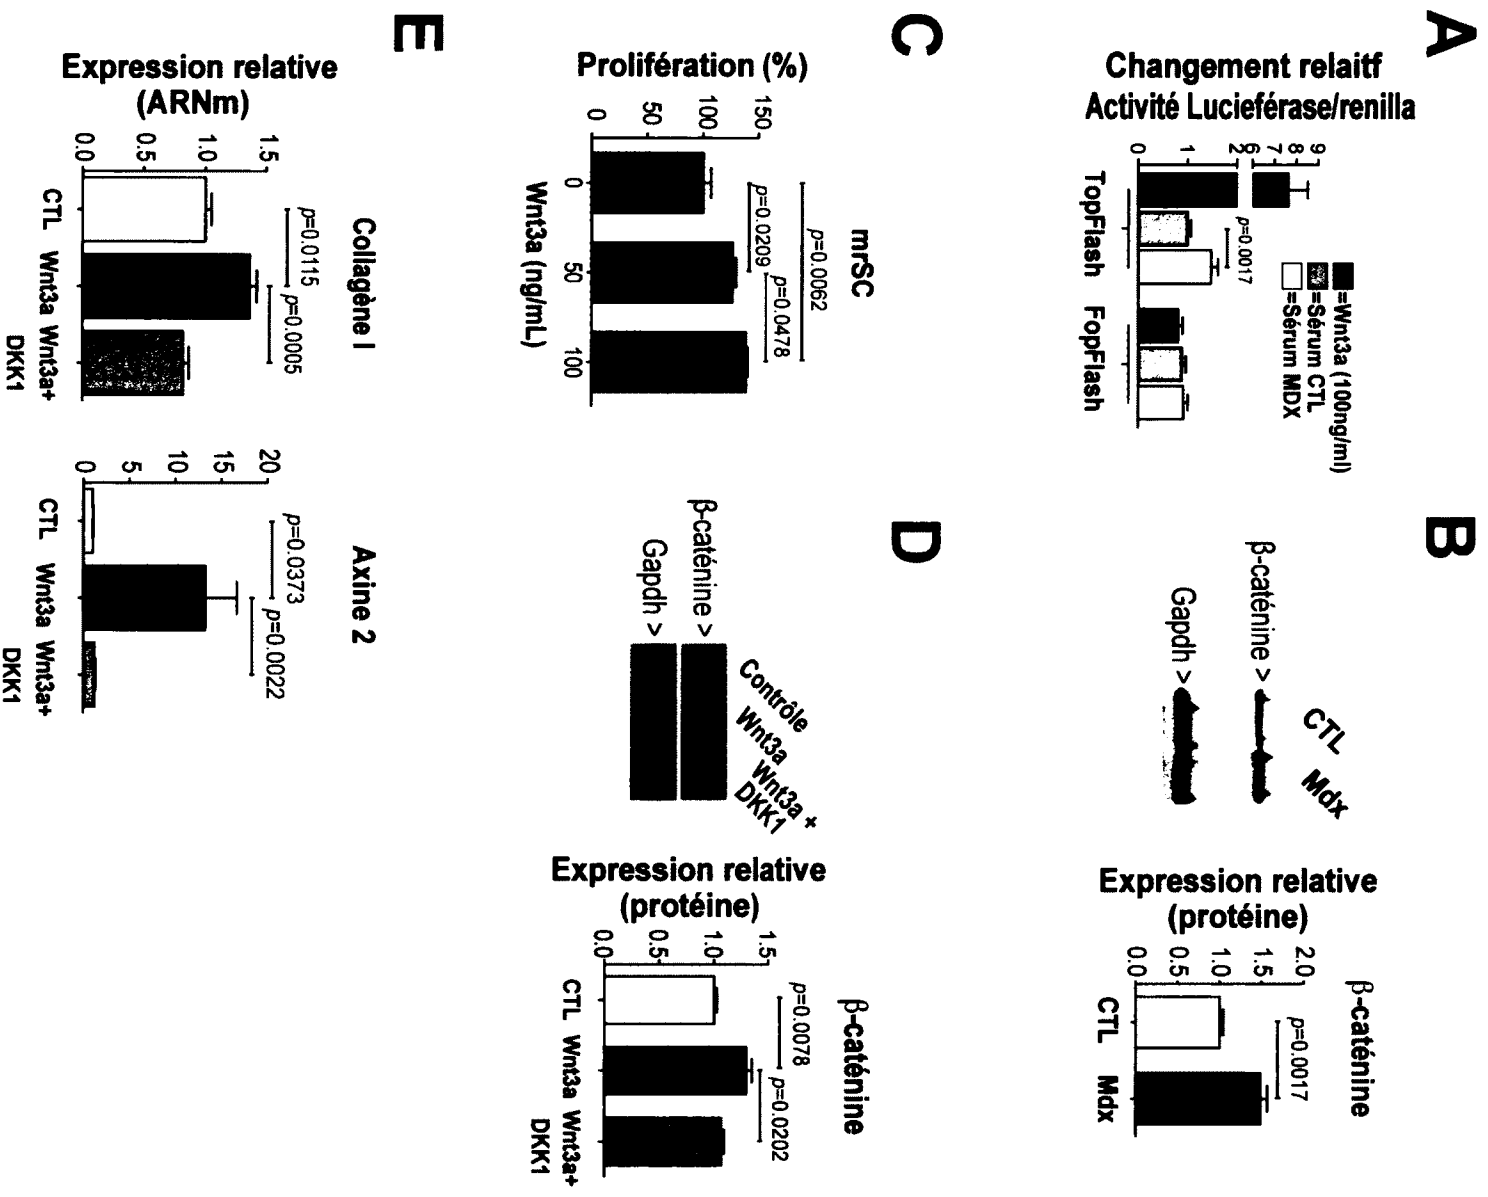 A
Changement relaitf
Activité Lucieférase/renilla
9
8
7
6
2
1
0
TopFlash
FopFlash
p=0.0017
=Wnt3a (100ng/ml)
=Sérum CTL
=Sérum MDX
B
CTL
Mdx
β-caténine >
Gapdh >
β-caténine
Expression relative
(protéine)
2.0
1.5
1.0
0.5
0.0
p=0.0017
CTL
Mdx
C
mrSC
Prolifération (%)
150
100
50
0
p=0.0062
p=0.0209
p=0.0478
0
50
100
Wnt3a (ng/mL)
D
Contrôle
Wnt3a
Wnt3a +
DKK1
β-caténine >
Gapdh >
β-caténine
Expression relative
(protéine)
1.5
1.0
0.5
0.0
p=0.0078
p=0.0202
CTL
Wnt3a
Wnt3a+
DKK1
E
Collagène I
Expression relative
(ARNm)
1.5
1.0
0.5
0.0
p=0.0115
p=0.0005
CTL
Wnt3a
Wnt3a+
DKK1
Axine 2
20
15
10
5
0
p=0.0373
p=0.0022
CTL
Wnt3a
Wnt3a+
DKK1